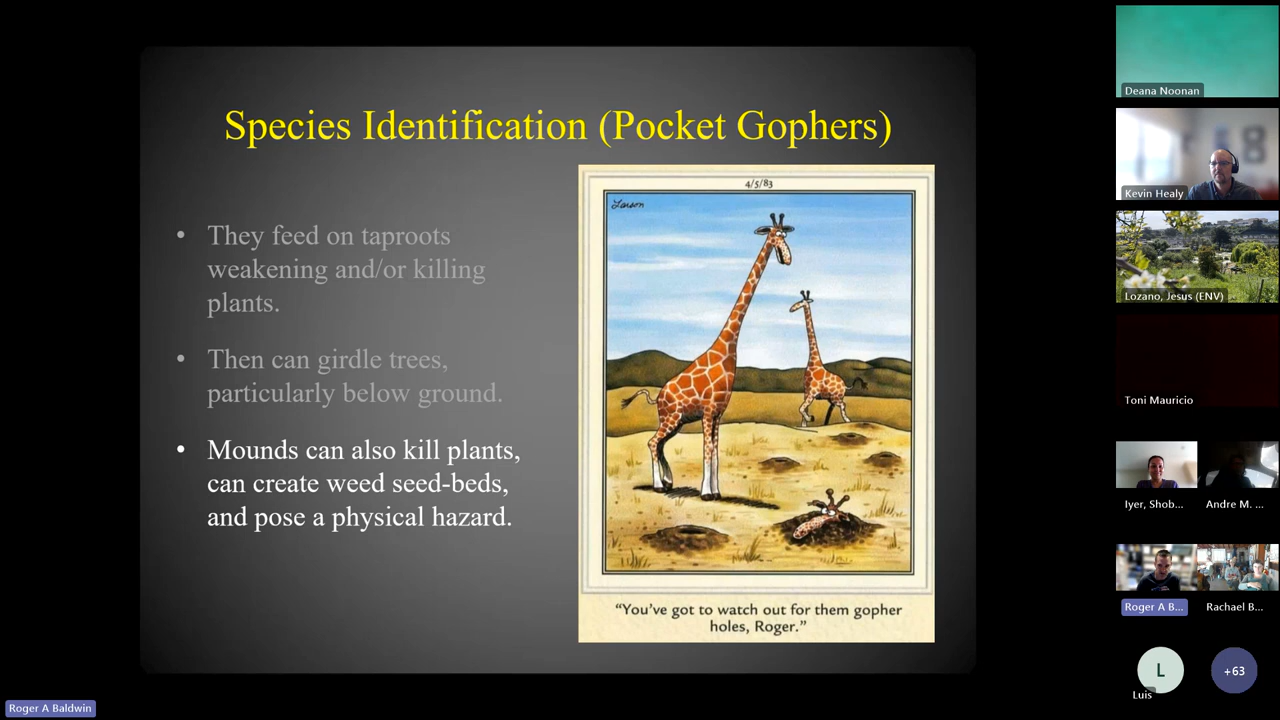 Species Identification (Pocket Gophers)
• They feed on taproots
weakening and/or killing
plants.
• Then can girdle trees,
particularly below ground.
• Mounds can also kill plants,
can create weed seed-beds,
and pose a physical hazard.
4/5/83
Larson
“You’ve got to watch out for them gopher
holes, Roger.”
Deana Noonan
Kevin Healy
Lozano, Jesus (ENV)
Toni Mauricio
Iyer, Shob...
Andre M. ...
Roger A B...
Rachael B...
L
Luis
+63
Roger A Baldwin